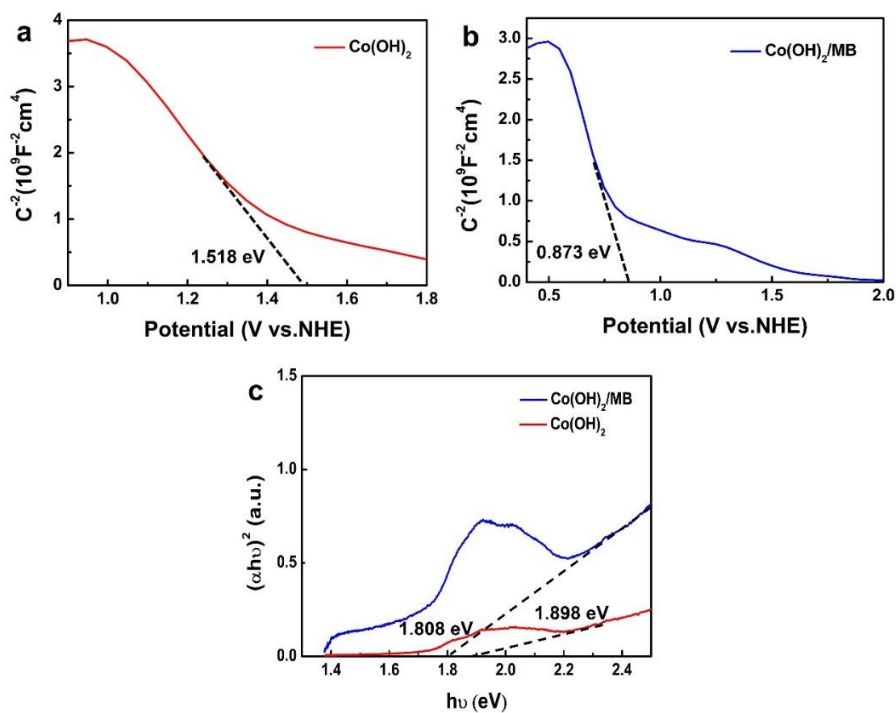 a
Co(OH)₂
C⁻²(10⁹F⁻²cm⁴)
4
3
2
1
0
1.518 eV
1.0
1.2
1.4
1.6
1.8
Potential (V vs.NHE)
b
Co(OH)₂/MB
C⁻²(10⁹F⁻²cm⁴)
3.0
2.5
2.0
1.5
1.0
0.5
0.0
0.873 eV
0.5
1.0
1.5
2.0
Potential (V vs.NHE)
c
Co(OH)₂/MB
Co(OH)₂
(αhυ)² (a.u.)
1.5
1.0
0.5
0.0
1.808 eV
1.898 eV
1.4
1.6
1.8
2.0
2.2
2.4
hυ (eV)